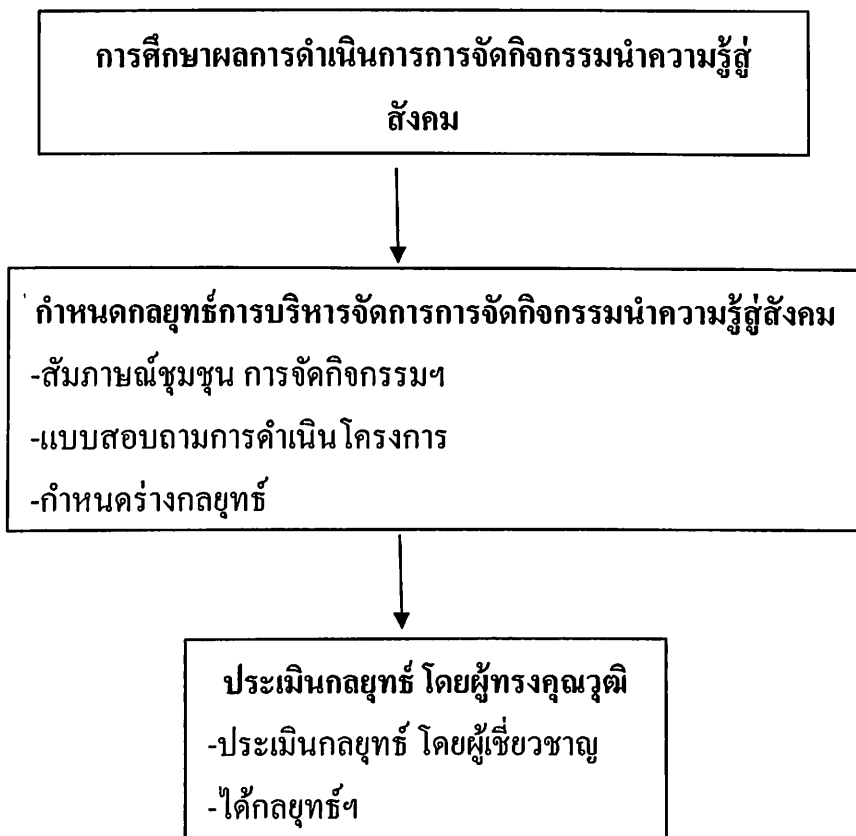 การศึกษาผลการดำเนินการการจัดกิจกรรมนำความรู้สู่
สังคม
กำหนดกลยุทธ์การบริหารจัดการการจัดกิจกรรมนำความรู้สู่สังคม
-สัมภาษณ์ชุมชน การจัดกิจกรรมฯ
-แบบสอบถามการดำเนินโครงการ
-กำหนดร่างกลยุทธ์
ประเมินกลยุทธ์ โดยผู้ทรงคุณวุฒิ
-ประเมินกลยุทธ์ โดยผู้เชี่ยวชาญ
-ได้กลยุทธ์ฯ